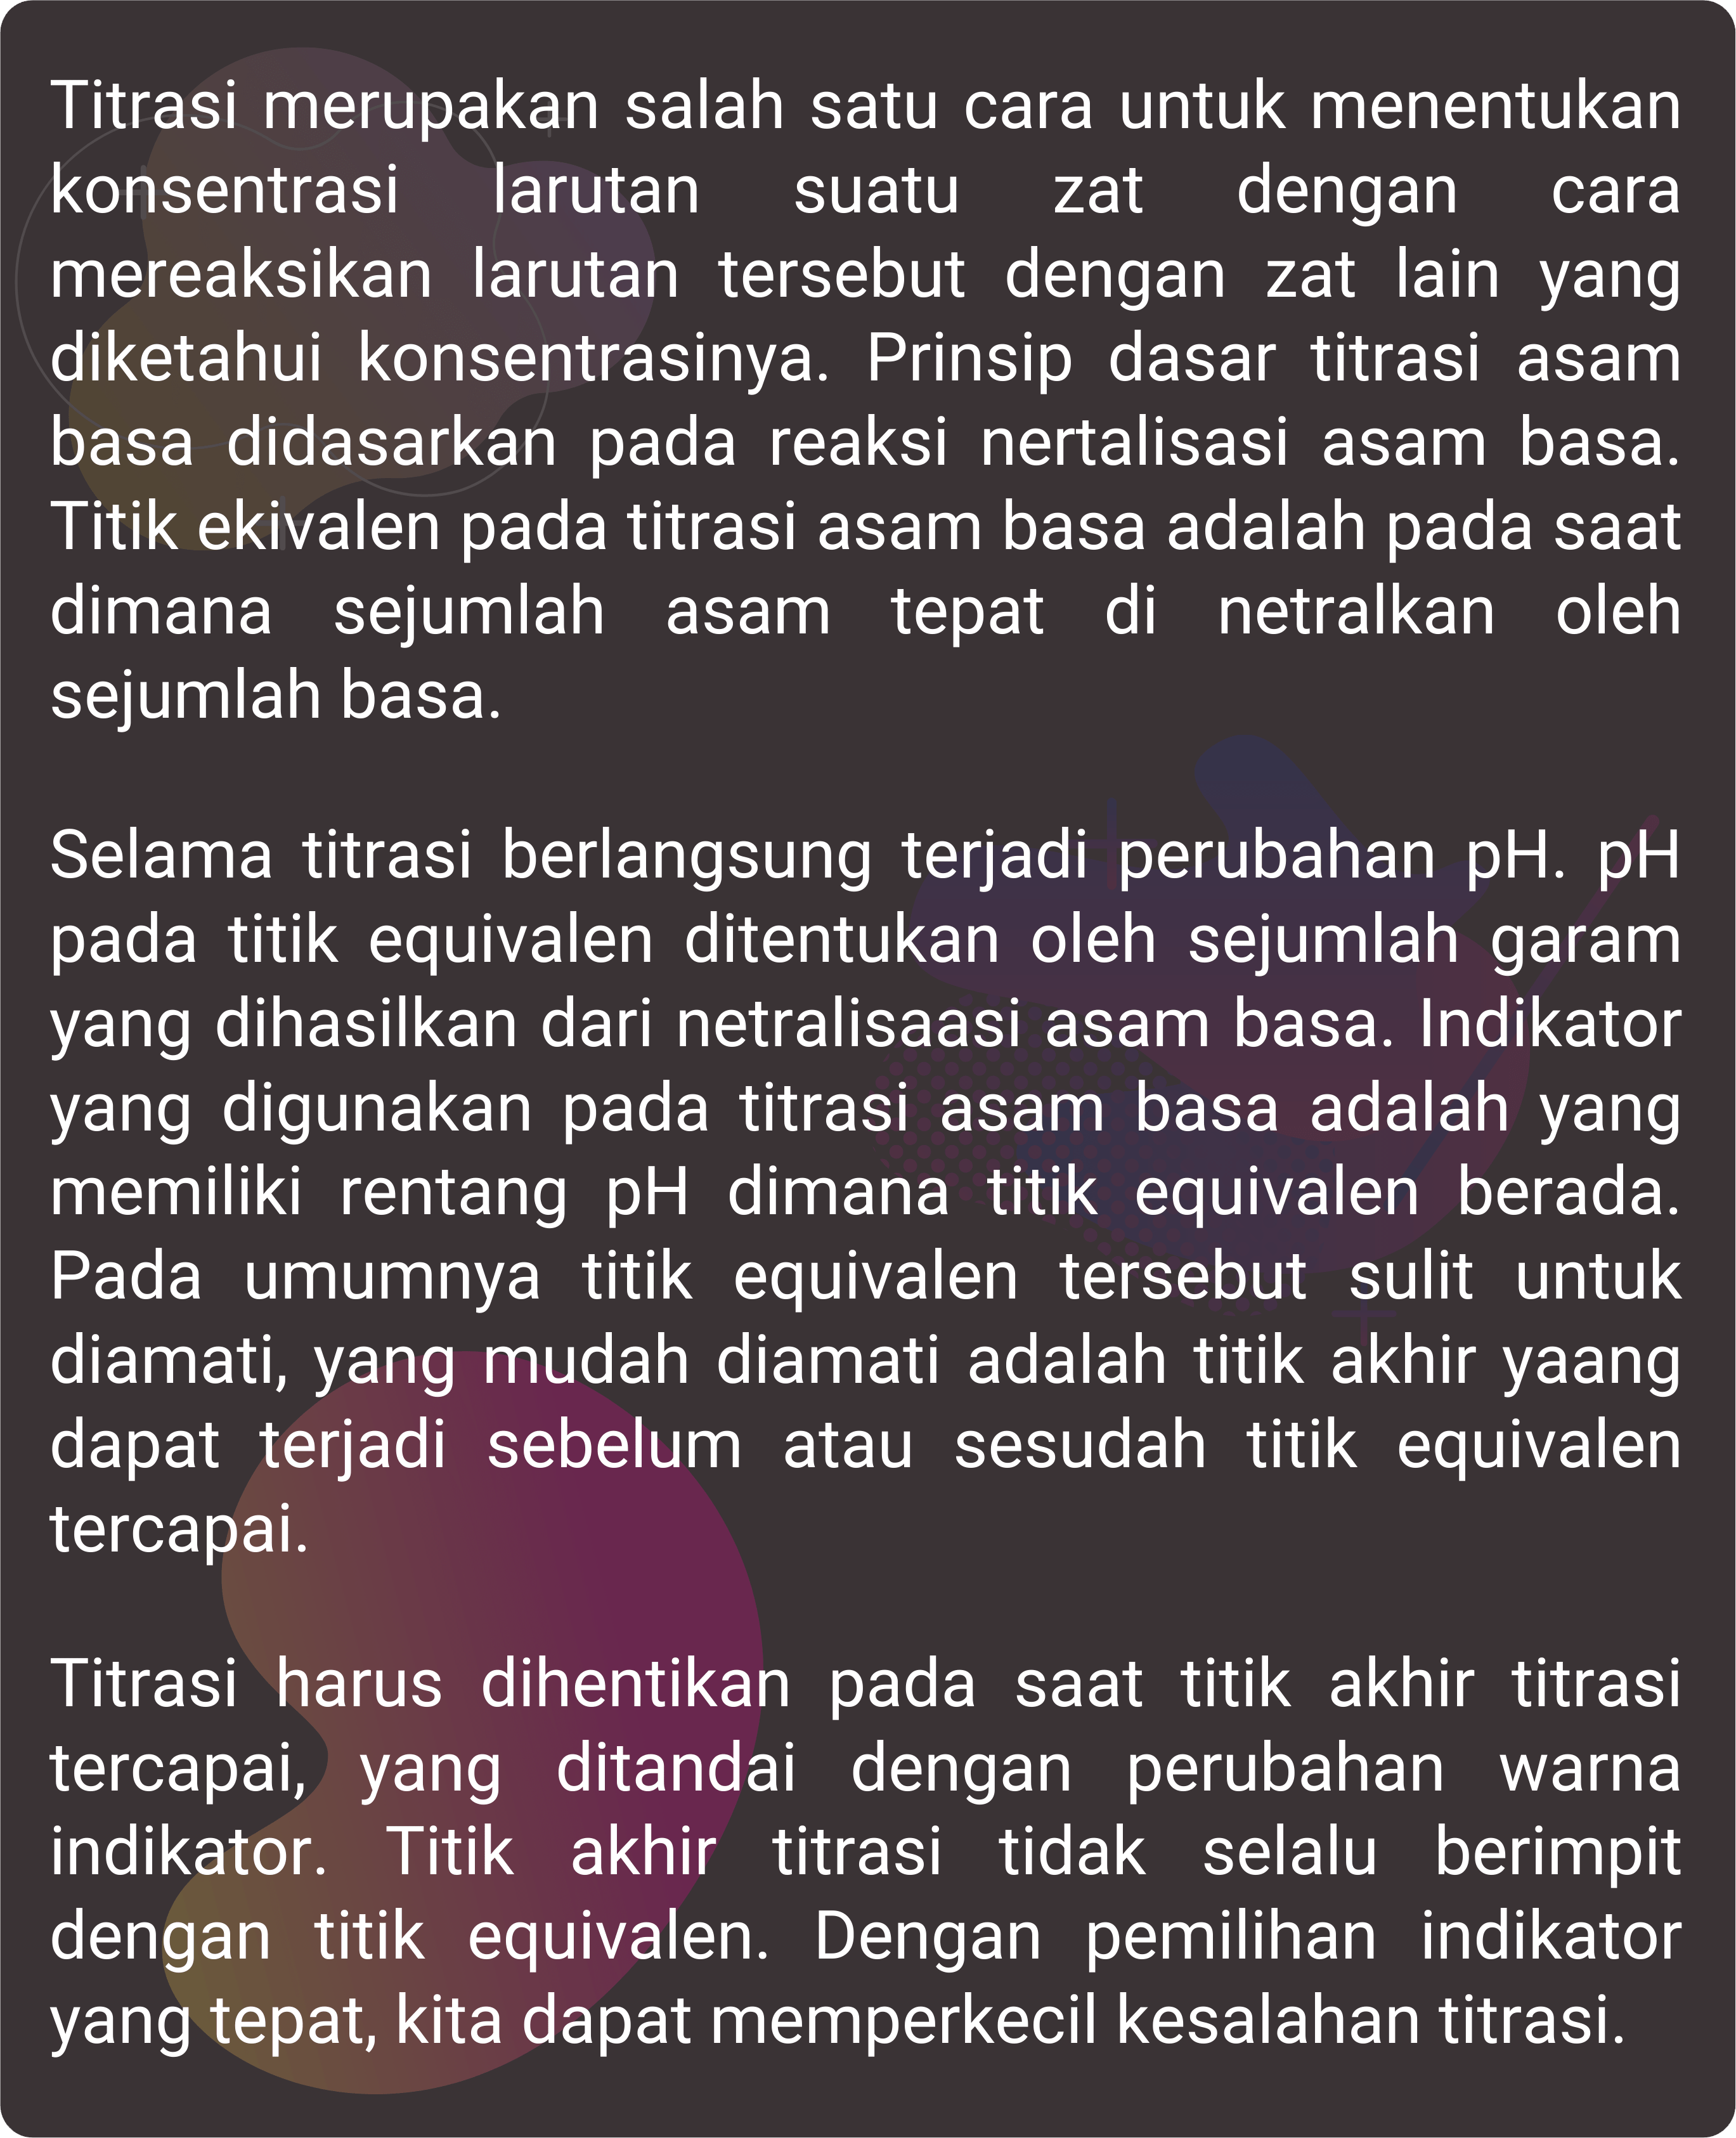 Titrasi merupakan salah satu cara untuk menentukan
konsentrasi larutan suatu zat dengan cara
mereaksikan larutan tersebut dengan zat lain yang
diketahui konsentrasinya. Prinsip dasar titrasi asam
basa didasarkan pada reaksi nertalisasi asam basa.
Titik ekivalen pada titrasi asam basa adalah pada saat
dimana sejumlah asam tepat di netralkan oleh
sejumlah basa.
Selama titrasi berlangsung terjadi perubahan pH. pH
pada titik equivalen ditentukan oleh sejumlah garam
yang dihasilkan dari netralisaasi asam basa. Indikator
yang digunakan pada titrasi asam basa adalah yang
memiliki rentang pH dimana titik equivalen berada.
Pada umumnya titik equivalen tersebut sulit untuk
diamati, yang mudah diamati adalah titik akhir yaang
dapat terjadi sebelum atau sesudah titik equivalen
tercapai.
Titrasi harus dihentikan pada saat titik akhir titrasi
tercapai, yang ditandai dengan perubahan warna
indikator. Titik akhir titrasi tidak selalu berimpit
dengan titik equivalen. Dengan pemilihan indikator
yang tepat, kita dapat memperkecil kesalahan titrasi.